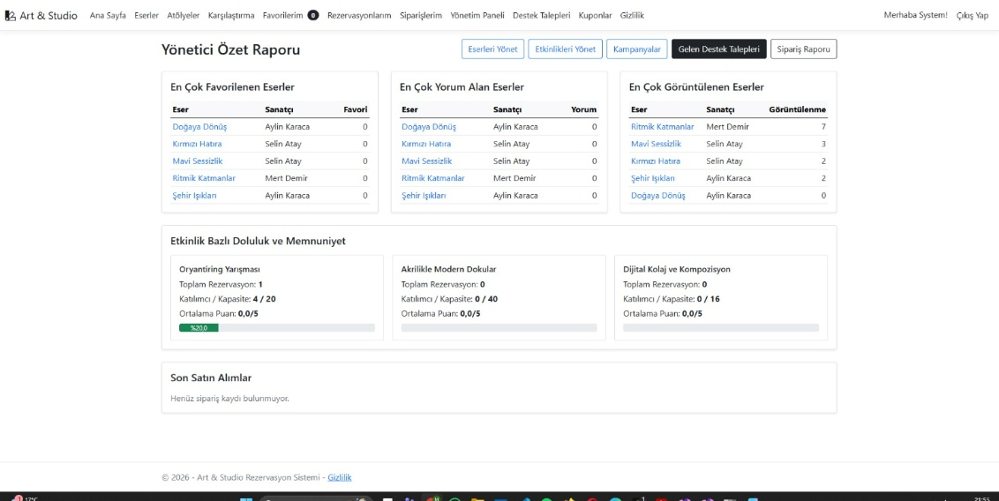 Art & Studio Ana Sayfa Eserler Atölyeler Karşılaştırma Favorilerim 0 Rezervasyonlarım Siparişlerim Yönetim Paneli Destek Talepleri Kuponlar Gizlilik Merhaba System! Çıkış Yap
Yönetici Özet Raporu Eserleri Yönet Etkinlikleri Yönet Kampanyalar Gelen Destek Talepleri Sipariş Raporu
En Çok Favorilenen Eserler
Eser Sanatçı Favori
Doğaya Dönüş Aylin Karaca 0
Kırmızı Hatıra Selin Atay 0
Mavi Sessizlik Selin Atay 0
Ritmik Katmanlar Mert Demir 0
Şehir Işıkları Aylin Karaca 0
En Çok Yorum Alan Eserler
Eser Sanatçı Yorum
Doğaya Dönüş Aylin Karaca 0
Kırmızı Hatıra Selin Atay 0
Mavi Sessizlik Selin Atay 0
Ritmik Katmanlar Mert Demir 0
Şehir Işıkları Aylin Karaca 0
En Çok Görüntülenen Eserler
Eser Sanatçı Görüntülenme
Ritmik Katmanlar Mert Demir 7
Mavi Sessizlik Selin Atay 3
Kırmızı Hatıra Selin Atay 2
Şehir Işıkları Aylin Karaca 2
Doğaya Dönüş Aylin Karaca 0
Etkinlik Bazlı Doluluk ve Memnuniyet
Oryantiring Yarışması
Toplam Rezervasyon: 1
Katılımcı / Kapasite: 4 / 20
Ortalama Puan: 0,0/5
%20,0
Akrilikle Modern Dokular
Toplam Rezervasyon: 0
Katılımcı / Kapasite: 0 / 40
Ortalama Puan: 0,0/5
Dijital Kolaj ve Kompozisyon
Toplam Rezervasyon: 0
Katılımcı / Kapasite: 0 / 16
Ortalama Puan: 0,0/5
Son Satın Alımlar
Henüz sipariş kaydı bulunmuyor.
© 2026 - Art & Studio Rezervasyon Sistemi - Gizlilik
1 17°C 21:55